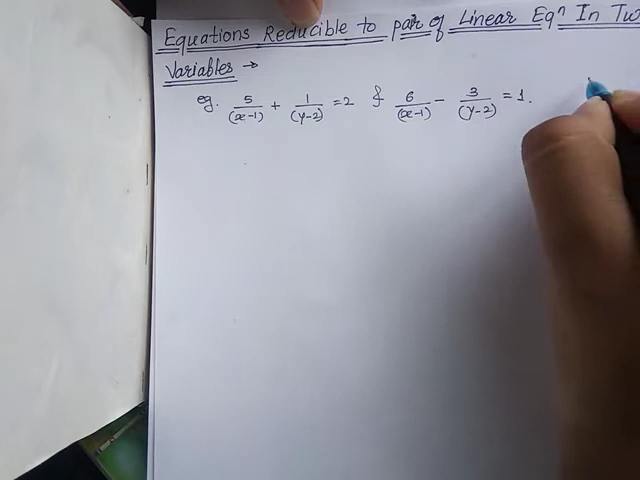 Equations Reducible to pair of Linear Eqⁿ In Tw
Variables →
eg. 5/(x-1) + 1/(y-2) = 2 & 6/(x-1) - 3/(y-2) = 1.